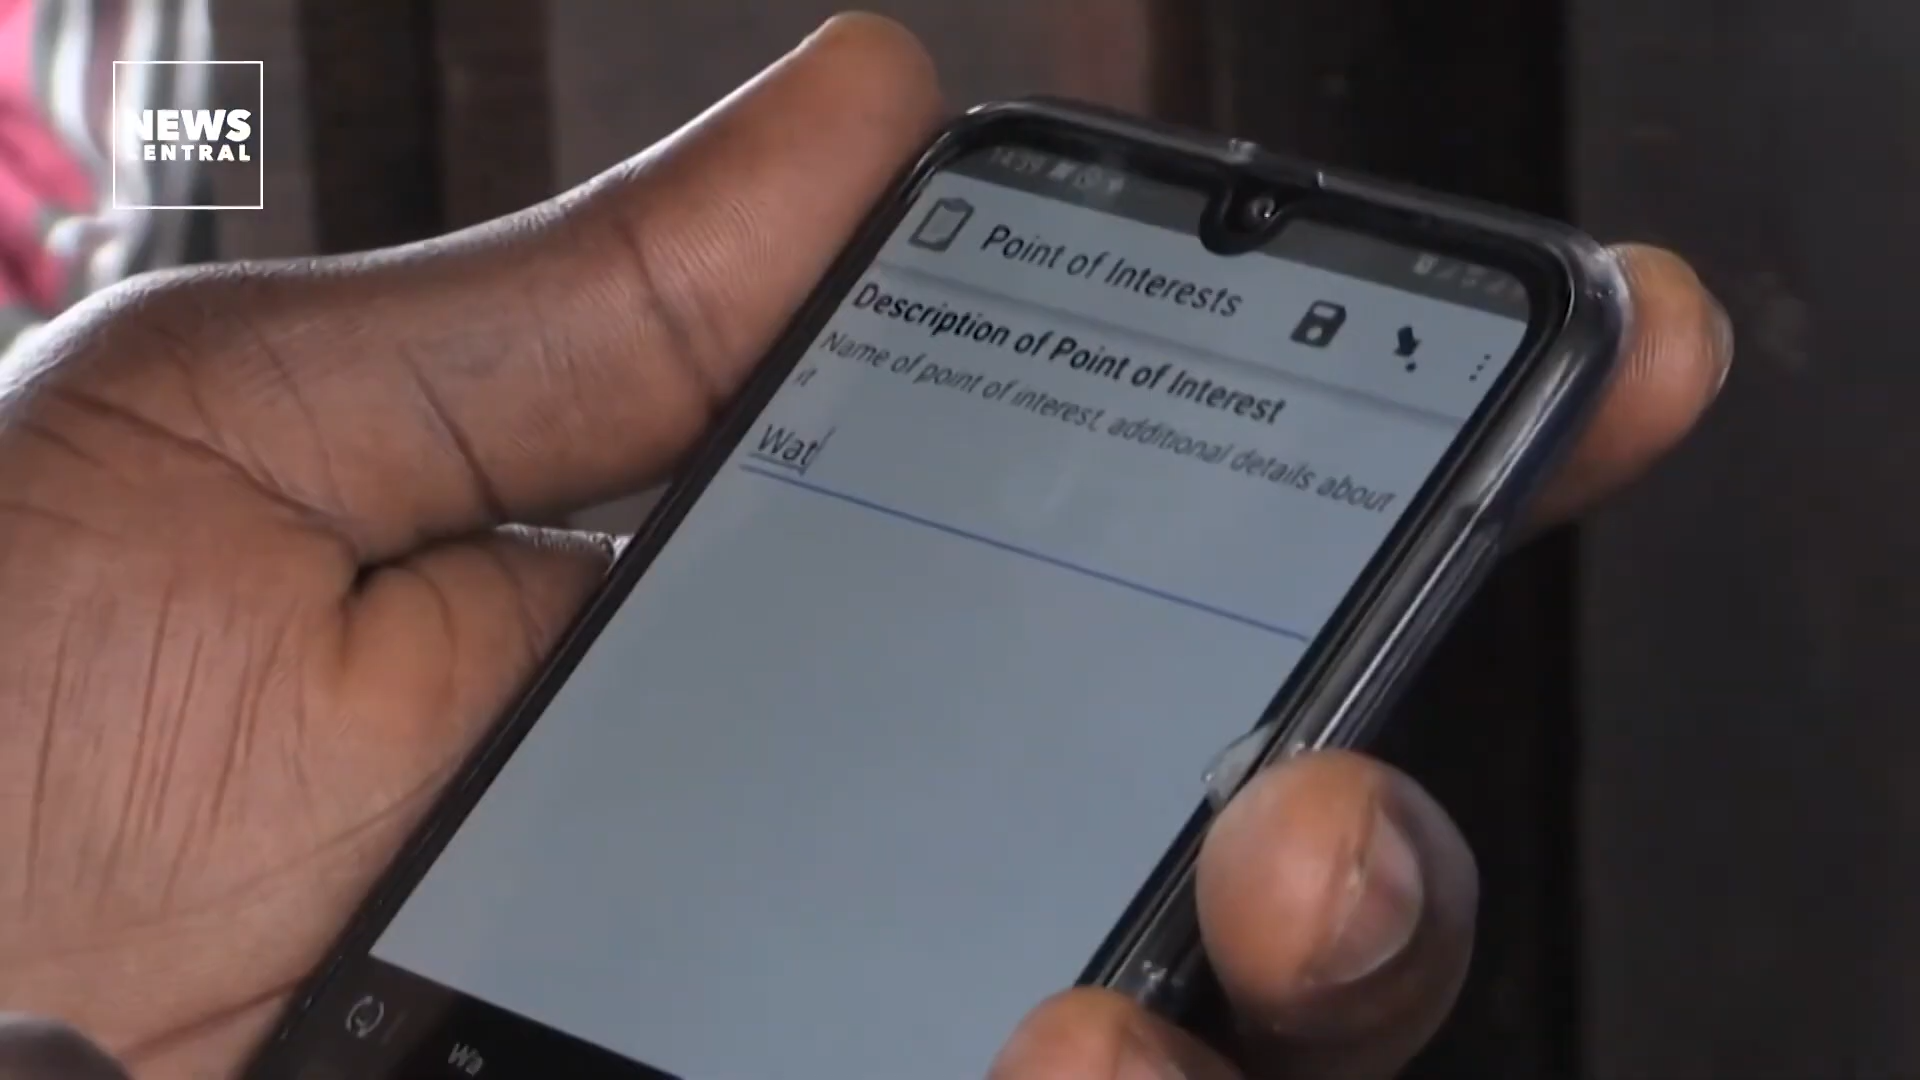 NEWS
CENTRAL
Point of Interests
Description of Point of Interest
Name of point of interest, additional details about
it
Wat
Wa